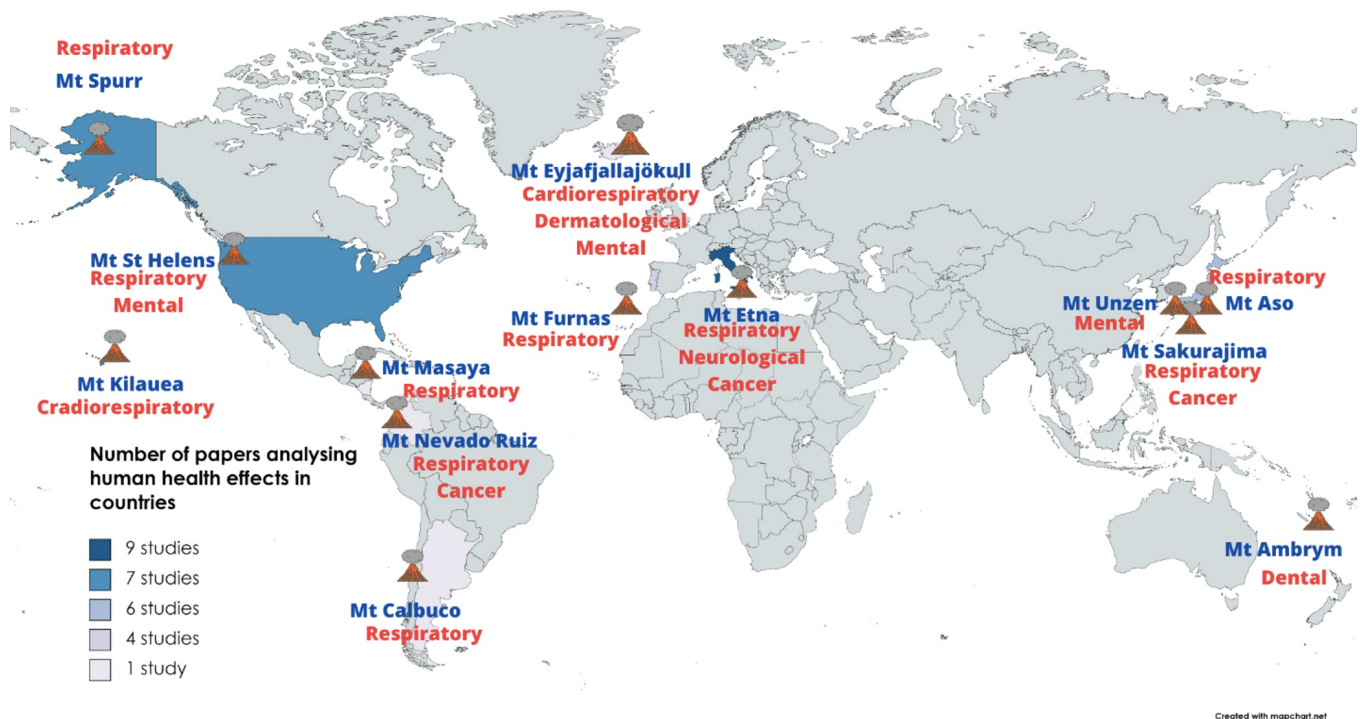 Respiratory
Mt Spurr
Mt Eyjafjallajökull
Cardiorespiratory
Dermatological
Mental
Mt St Helens
Respiratory
Mental
Mt Kilauea
Cradiorespiratory
Mt Masaya
Respiratory
Mt Nevado Ruiz
Respiratory
Cancer
Mt Calbuco
Respiratory
Mt Furnas
Respiratory
Mt Etna
Respiratory
Neurological
Cancer
Respiratory
Mt Aso
Mt Unzen
Mental
Mt Sakurajima
Respiratory
Cancer
Mt Ambrym
Dental
Number of papers analysing
human health effects in
countries
9 studies
7 studies
6 studies
4 studies
1 study
Created with mapchart.net